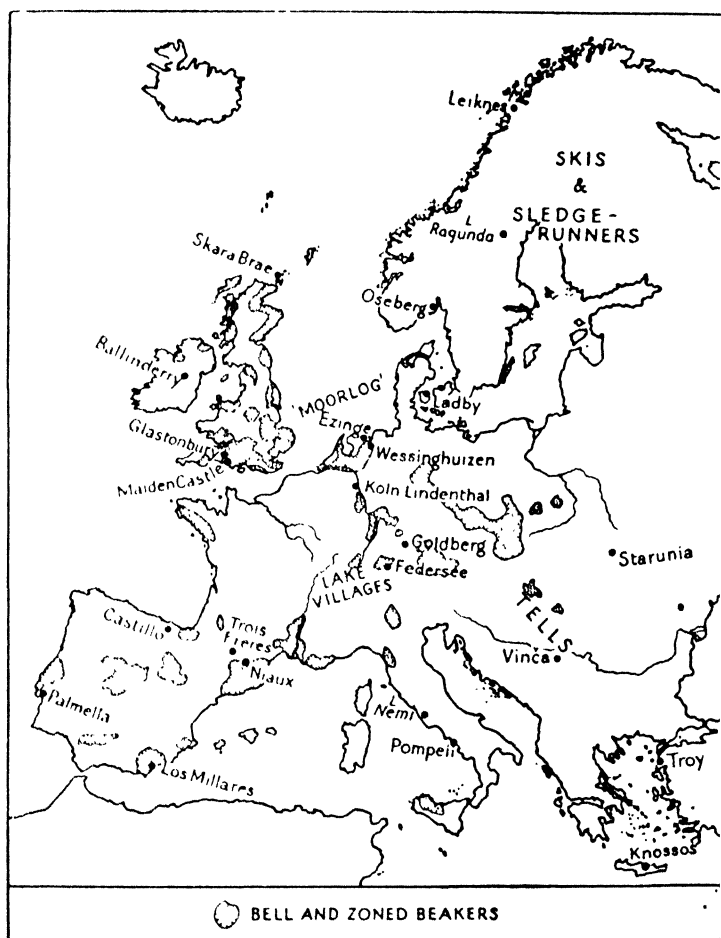 Leiknes
SKIS
&
SLEDGE-
RUNNERS
L
Ragunda
Skara Brae
Oseberg
Ballinderry
'MOORLOG'
Ladby
Ezinge
Glastonbury
Wessinghuizen
Maiden Castle
Koln Lindenthal
Goldberg
Starunia
Federsee
LAKE
VILLAGES
TELLS
Castillo
Trois
Freres
Vinča
Niaux
Palmella
L
Nemi
Pompeii
Troy
Los Millares
Knossos
BELL AND ZONED BEAKERS